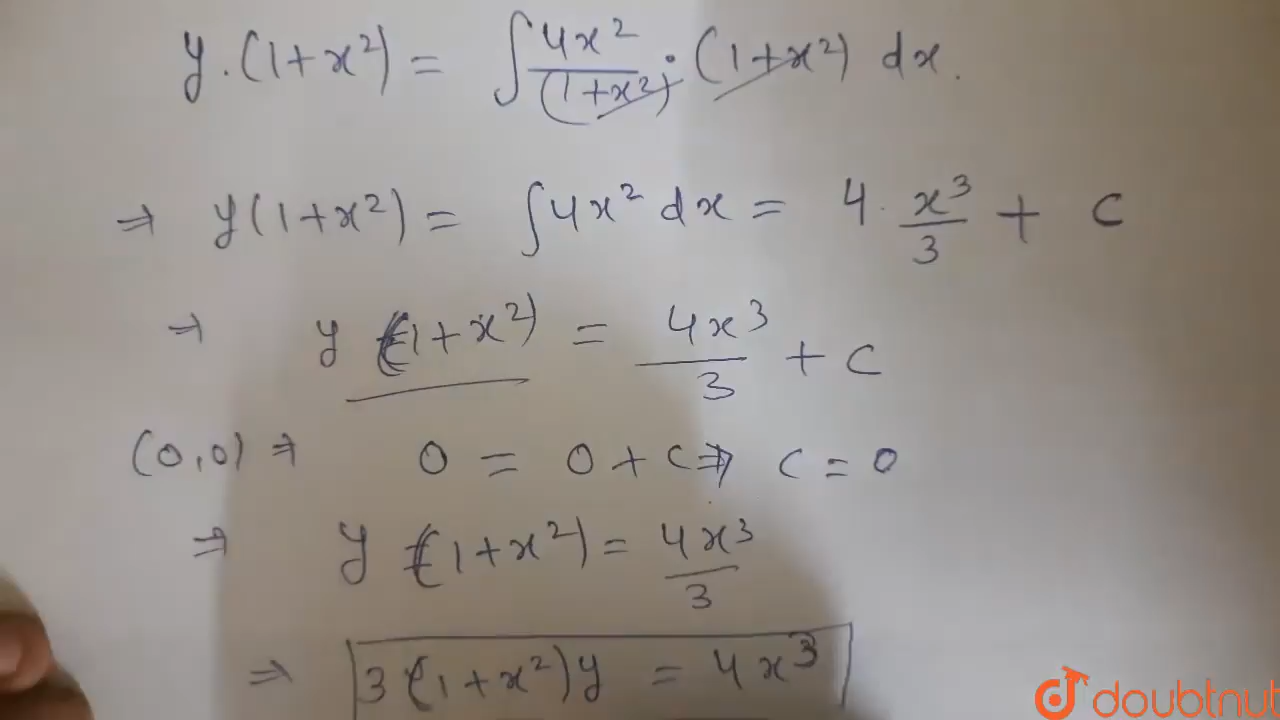 y.(1+x²) = ∫ 4x²/(1+x²) · (1+x²) dx.
⇒ y(1+x²) = ∫4x² dx = 4. x³/3 + c
→ y (1+x²) = 4x³/3 + c
(0,0) ⇒ 0 = 0 + c ⇒ c = 0
⇒ y (1+x²) = 4x³/3
⇒ 3(1+x²)y = 4x³
doubtnut